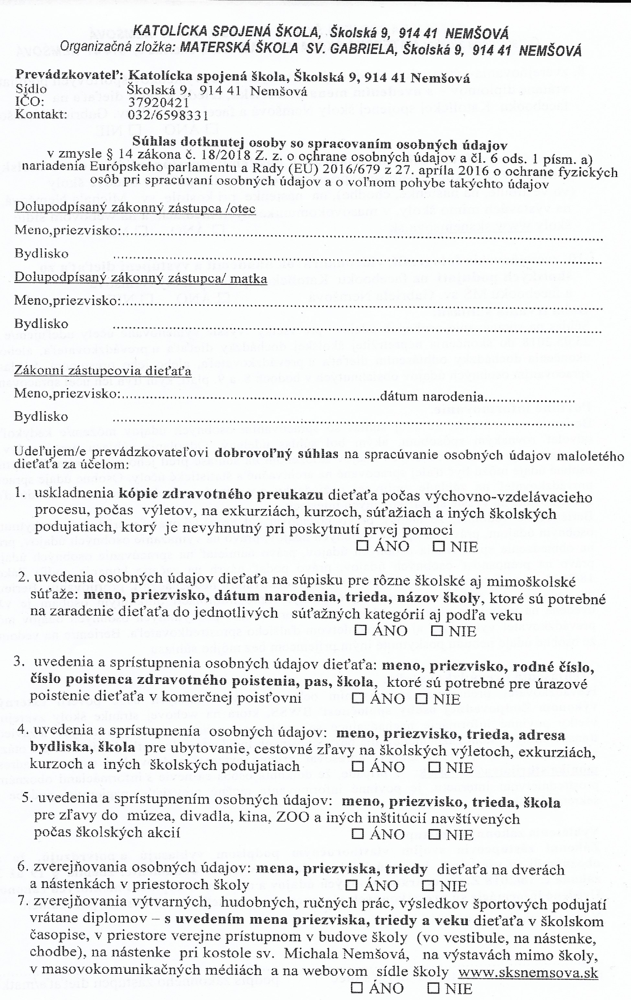 KATOLÍCKA SPOJENÁ ŠKOLA, Školská 9, 914 41 NEMŠOVÁ
Organizačná zložka: MATERSKÁ ŠKOLA SV. GABRIELA, Školská 9, 914 41 NEMŠOVÁ
Prevádzkovateľ: Katolícka spojená škola, Školská 9, 914 41 Nemšová
Sídlo Školská 9, 914 41 Nemšová
IČO: 37920421
Kontakt: 032/6598331
Súhlas dotknutej osoby so spracovaním osobných údajov
v zmysle § 14 zákona č. 18/2018 Z. z. o ochrane osobných údajov a čl. 6 ods. 1 písm. a)
nariadenia Európskeho parlamentu a Rady (EÚ) 2016/679 z 27. apríla 2016 o ochrane fyzických
osôb pri spracúvaní osobných údajov a o voľnom pohybe takýchto údajov
Dolupodpísaný zákonný zástupca /otec
Meno,priezvisko:...............................................................................................
Bydlisko ...............................................................................................
Dolupodpísaný zákonný zástupca/ matka
Meno,priezvisko:...............................................................................................
Bydlisko ...............................................................................................
Zákonní zástupcovia dieťaťa
Meno,priezvisko:.......................................................dátum narodenia......................
Bydlisko ...............................................................................................
Udeľujem/e prevádzkovateľovi dobrovoľný súhlas na spracúvanie osobných údajov maloletého
dieťaťa za účelom:
1. uskladnenia kópie zdravotného preukazu dieťaťa počas výchovno-vzdelávacieho
procesu, počas výletov, na exkurziách, kurzoch, súťažiach a iných školských
podujatiach, ktorý je nevyhnutný pri poskytnutí prvej pomoci
☐ ÁNO ☐ NIE
2. uvedenia osobných údajov dieťaťa na súpisku pre rôzne školské aj mimoškolské
súťaže: meno, priezvisko, dátum narodenia, trieda, názov školy, ktoré sú potrebné
na zaradenie dieťaťa do jednotlivých súťažných kategórií aj podľa veku
☐ ÁNO ☐ NIE
3. uvedenia a sprístupnenia osobných údajov dieťaťa: meno, priezvisko, rodné číslo,
číslo poistenca zdravotného poistenia, pas, škola, ktoré sú potrebné pre úrazové
poistenie dieťaťa v komerčnej poisťovni ☐ ÁNO ☐ NIE
4. uvedenia a sprístupnenía osobných údajov: meno, priezvisko, trieda, adresa
bydliska, škola pre ubytovanie, cestovné zľavy na školských výletoch, exkurziách,
kurzoch a iných školských podujatiach ☐ ÁNO ☐ NIE
5. uvedenia a sprístupnením osobných údajov: meno, priezvisko, trieda, škola
pre zľavy do múzea, divadla, kina, ZOO a iných inštitúcií navštívených
počas školských akcií ☐ ÁNO ☐ NIE
6. zverejňovania osobných údajov: mena, priezviska, triedy dieťaťa na dverách
a nástenkách v priestoroch školy ☐ ÁNO ☐ NIE
7. zverejňovania výtvarných, hudobných, ručných prác, výsledkov športových podujatí
vrátane diplomov – s uvedením mena priezviska, triedy a veku dieťaťa v školskom
časopise, v priestore verejne prístupnom v budove školy (vo vestibule, na nástenke,
chodbe), na nástenke pri kostole sv. Michala Nemšová, na výstavách mimo školy,
v masovokomunikačných médiách a na webovom sídle školy www.sksnemsova.sk
☐ ÁNO ☐ NIE